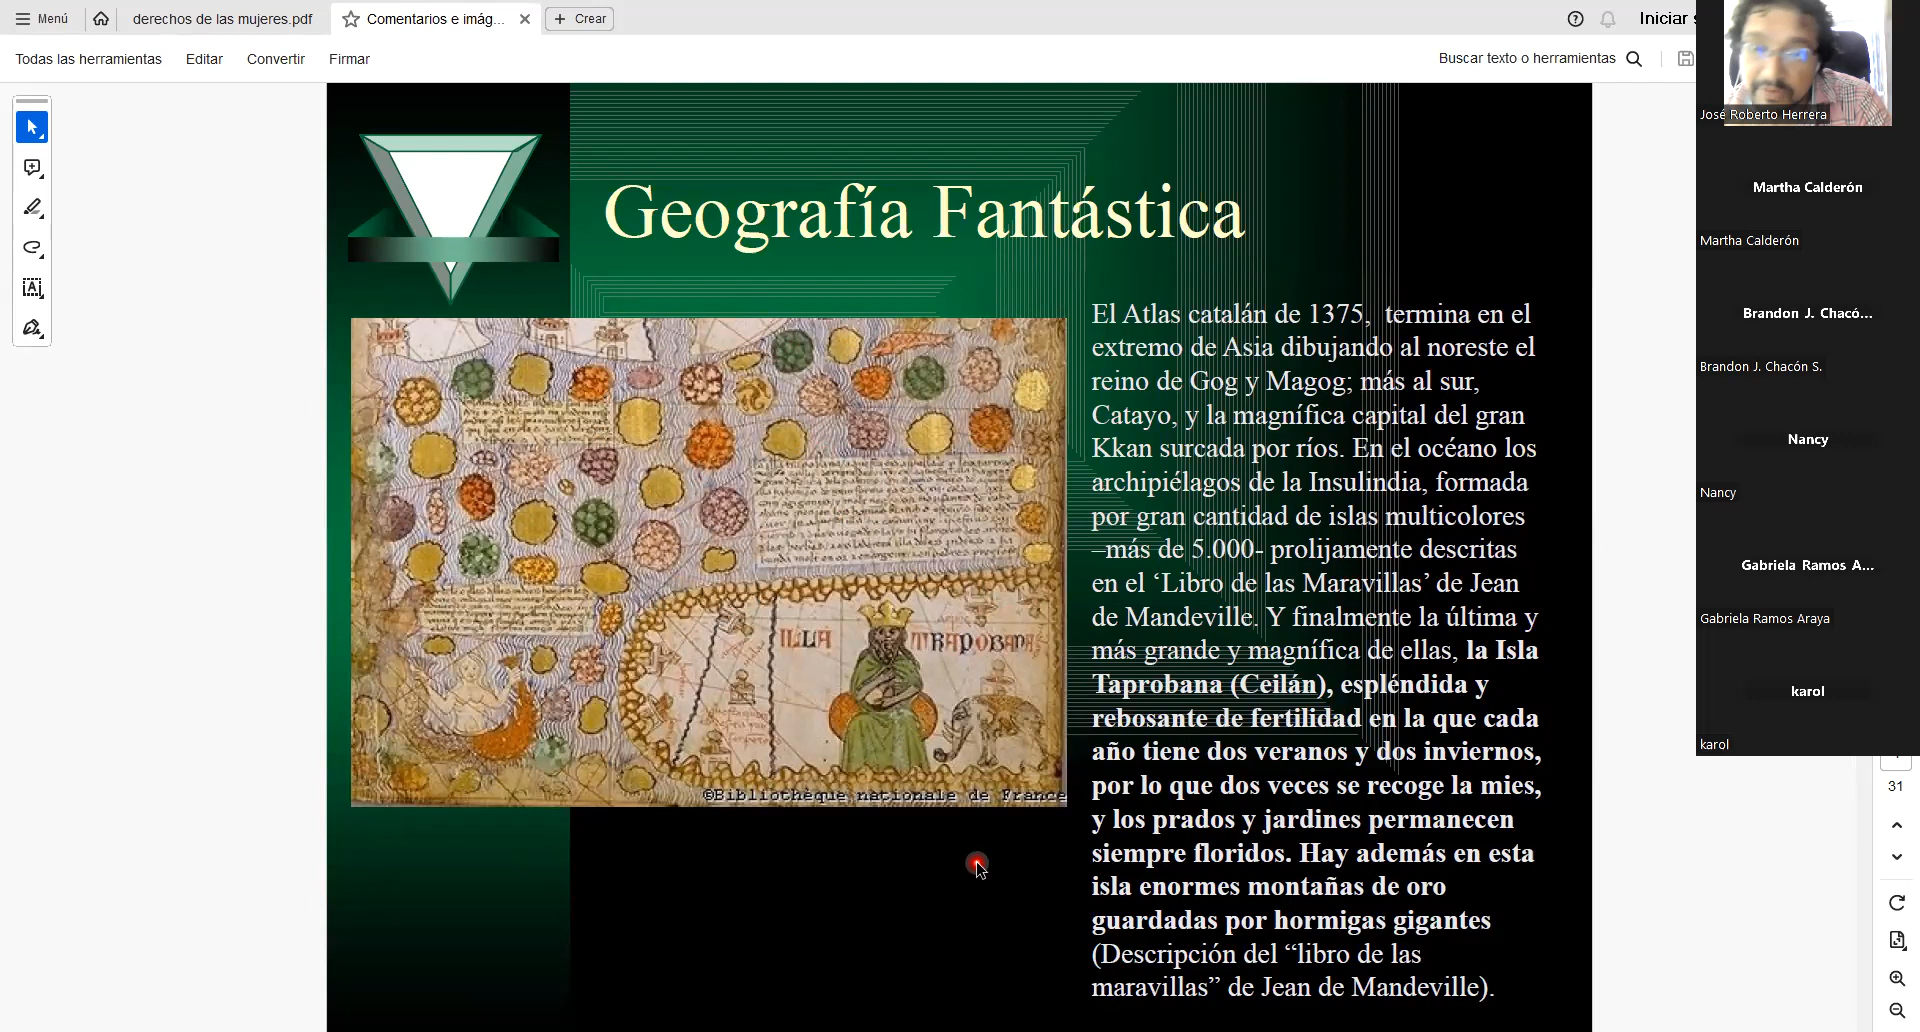 Menú
derechos de las mujeres.pdf
Comentarios e imág...
Crear
Todas las herramientas
Editar
Convertir
Firmar
Buscar texto o herramientas
Iniciar
Geografía Fantástica
El Atlas catalán de 1375, termina en el
extremo de Asia dibujando al noreste el
reino de Gog y Magog; más al sur,
Catayo, y la magnífica capital del gran
Kkan surcada por ríos. En el océano los
archipiélagos de la Insulindia, formada
por gran cantidad de islas multicolores
–más de 5.000- prolijamente descritas
en el ‘Libro de las Maravillas’ de Jean
de Mandeville. Y finalmente la última y
más grande y magnífica de ellas, la Isla
Taprobana (Ceilán), espléndida y
rebosante de fertilidad en la que cada
año tiene dos veranos y dos inviernos,
por lo que dos veces se recoge la mies,
y los prados y jardines permanecen
siempre floridos. Hay además en esta
isla enormes montañas de oro
guardadas por hormigas gigantes
(Descripción del “libro de las
maravillas” de Jean de Mandeville).
ILLA TRAPOBANA
©Bibliothèque nationale de France
José Roberto Herrera
Martha Calderón
Martha Calderón
Brandon J. Chacó...
Brandon J. Chacón S.
Nancy
Nancy
Gabriela Ramos A...
Gabriela Ramos Araya
karol
karol
31